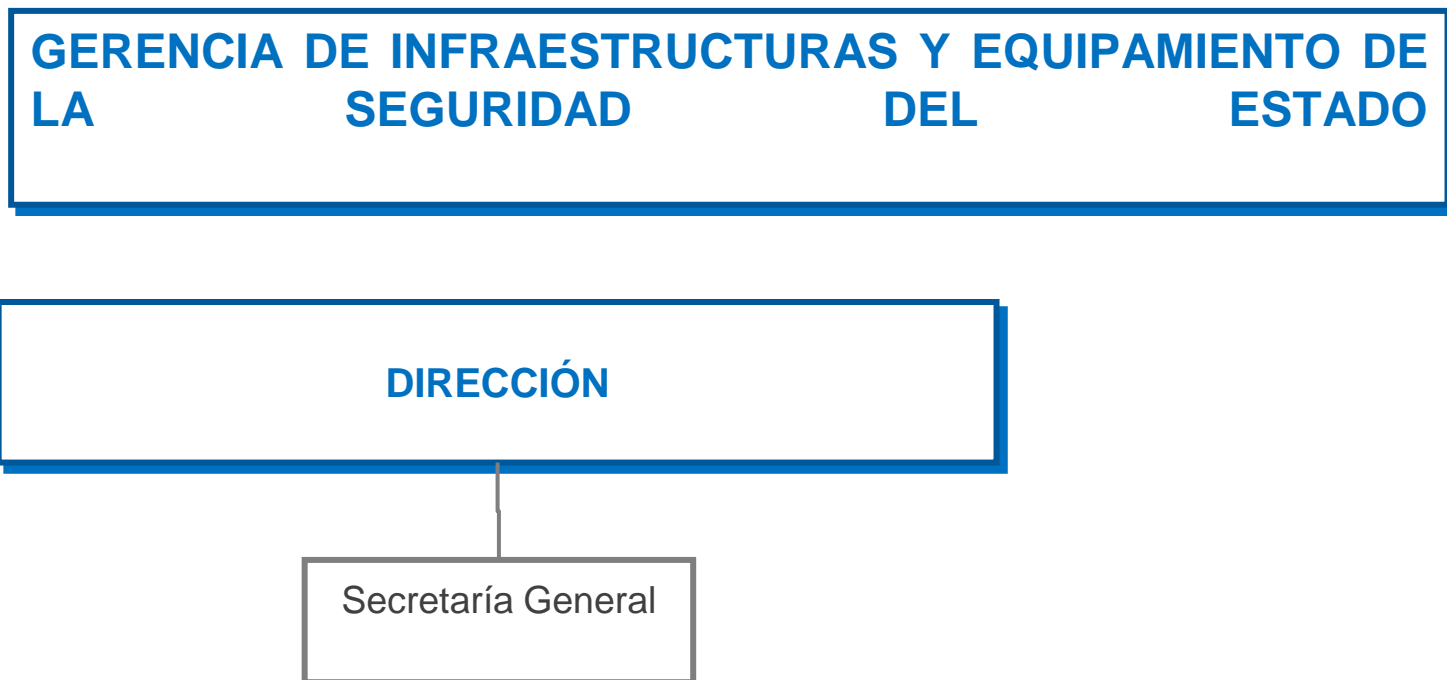 GERENCIA DE INFRAESTRUCTURAS Y EQUIPAMIENTO DE
LA SEGURIDAD DEL ESTADO
DIRECCIÓN
Secretaría General